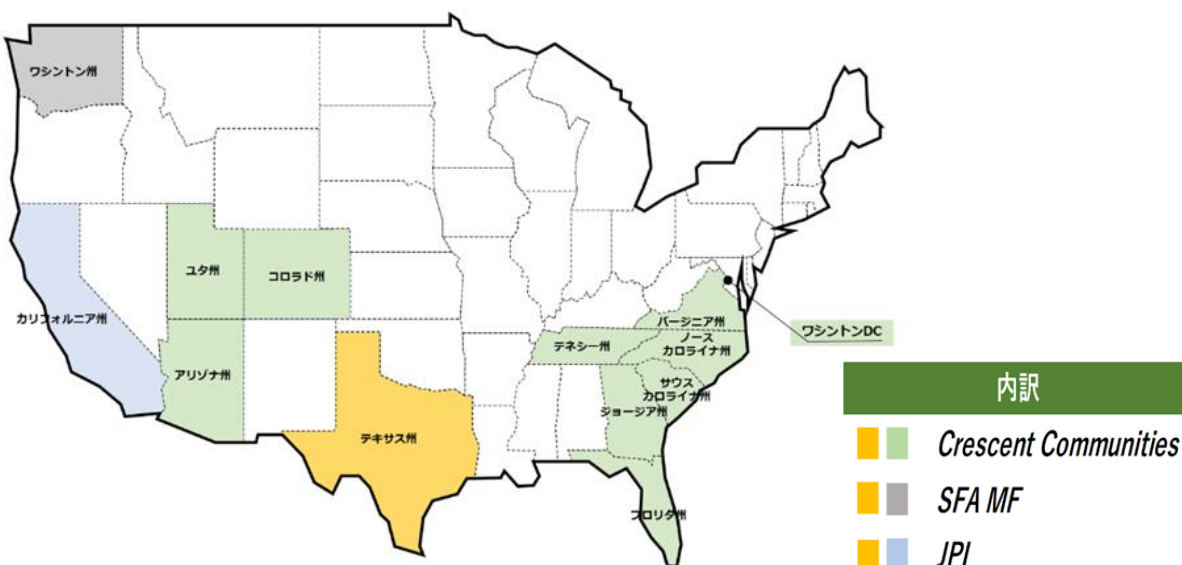 ワシントン州
ユタ州
コロラド州
カリフォルニア州
アリゾナ州
テキサス州
バージニア州
テネシー州
ノース
カロライナ州
サウス
カロライナ州
ジョージア州
フロリダ州
ワシントンDC
内訳
Crescent Communities
SFA MF
JPI